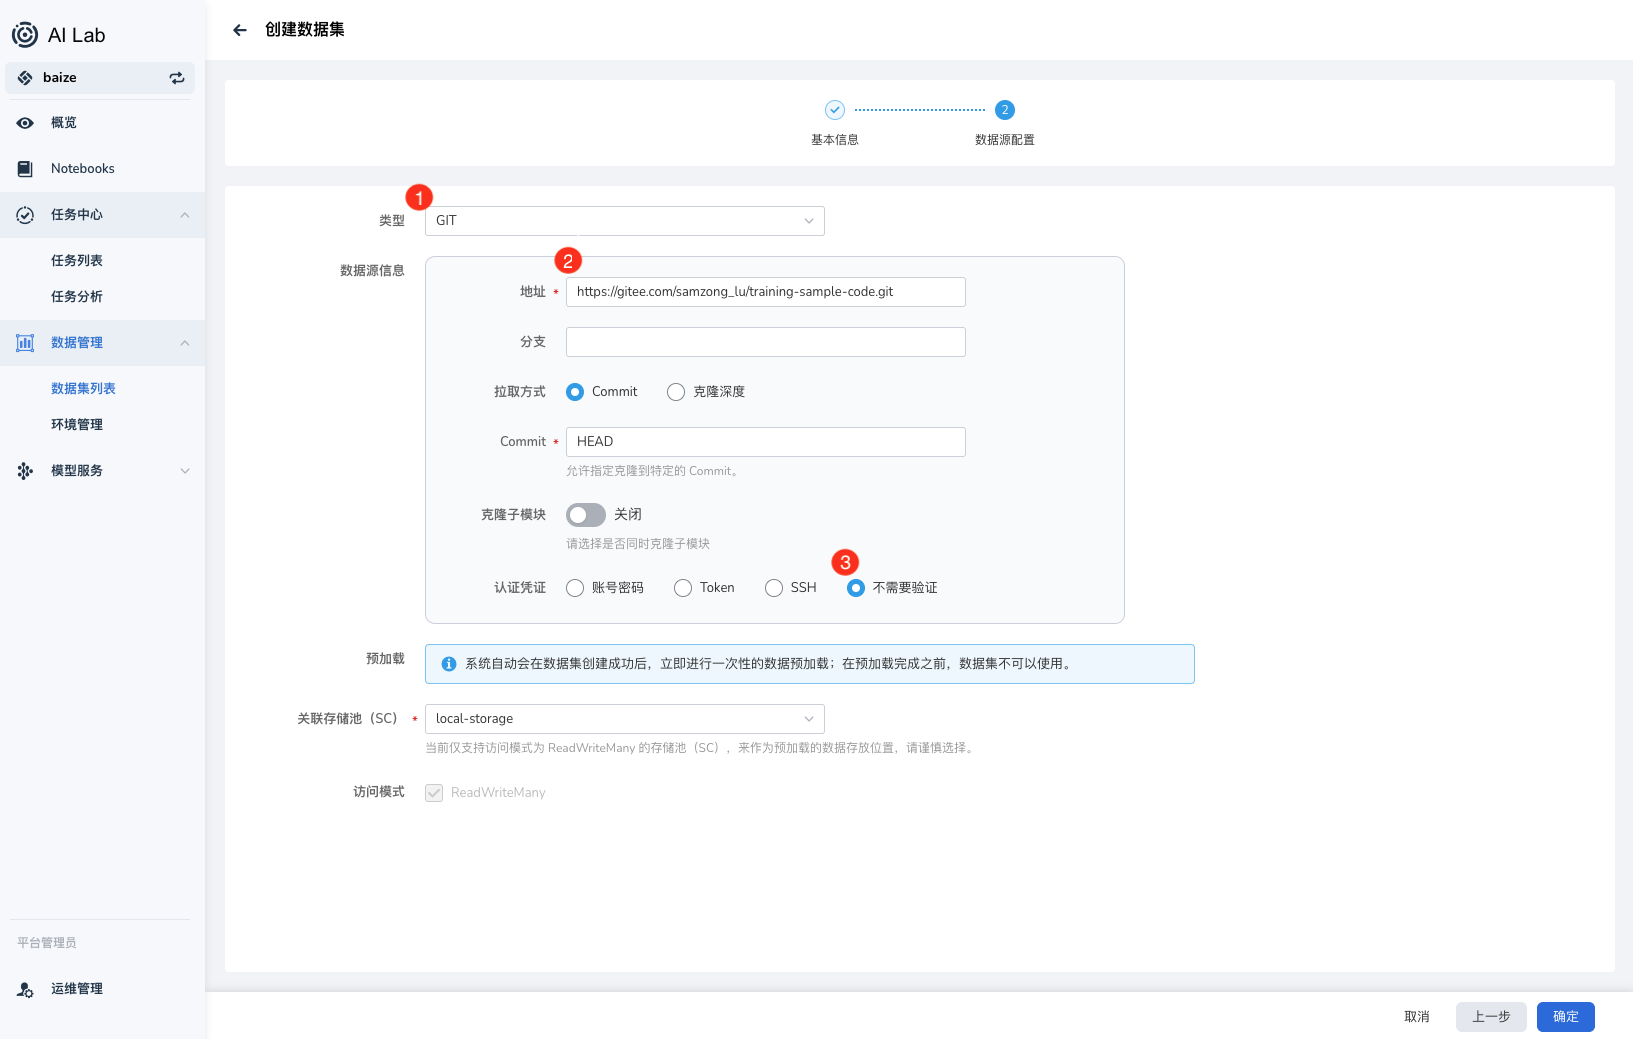 AI Lab
baize
概览
Notebooks
任务中心
任务列表
任务分析
数据管理
数据集列表
环境管理
模型服务
平台管理员
运维管理
创建数据集
2
基本信息
数据源配置
1
类型
GIT
数据源信息
2
地址 * https://gitee.com/samzong_lu/training-sample-code.git
分支
拉取方式 Commit 克隆深度
Commit * HEAD
允许指定克隆到特定的 Commit。
克隆子模块 关闭
请选择是否同时克隆子模块
3
认证凭证 账号密码 Token SSH 不需要验证
预加载 系统自动会在数据集创建成功后，立即进行一次性的数据预加载；在预加载完成之前，数据集不可以使用。
关联存储池（SC） * local-storage
当前仅支持访问模式为 ReadWriteMany 的存储池（SC），来作为预加载的数据存放位置，请谨慎选择。
访问模式 ReadWriteMany
取消 上一步 确定